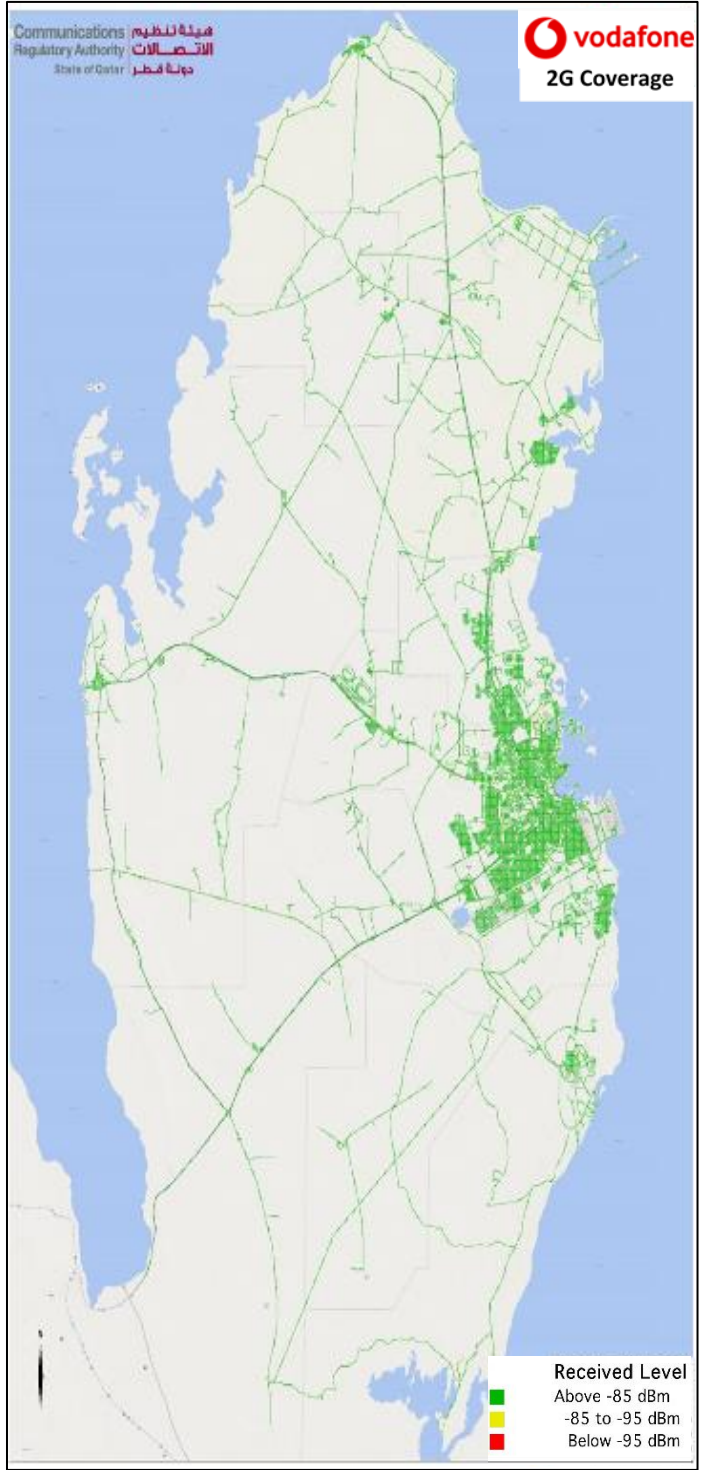 Communications هيئة تنظيم
Regulatory Authority الاتـصـــالات
State of Qatar دولة قطر
vodafone
2G Coverage
Received Level
Above -85 dBm
-85 to -95 dBm
Below -95 dBm